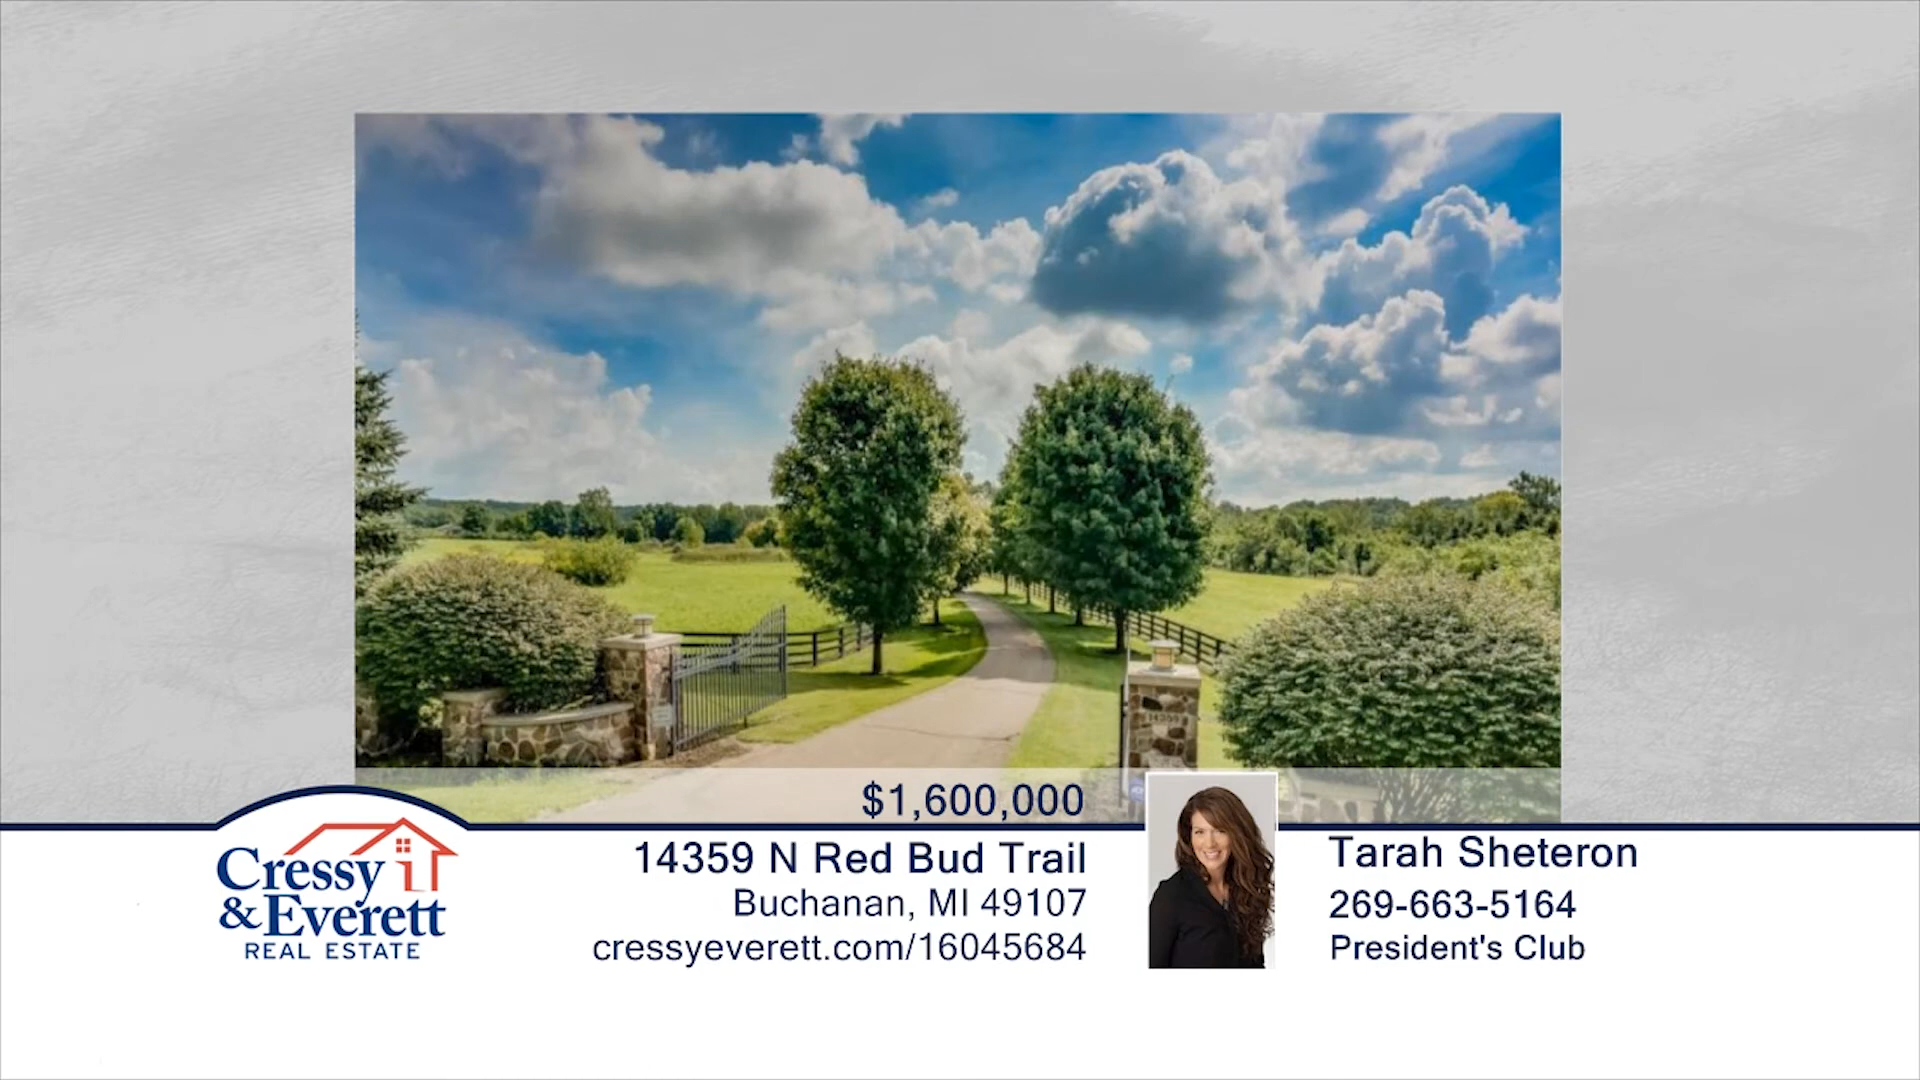 14359
$1,600,000
Cressy
& Everett
REAL ESTATE
14359 N Red Bud Trail
Buchanan, MI 49107
cressyeverett.com/16045684
Tarah Sheteron
269-663-5164
President's Club